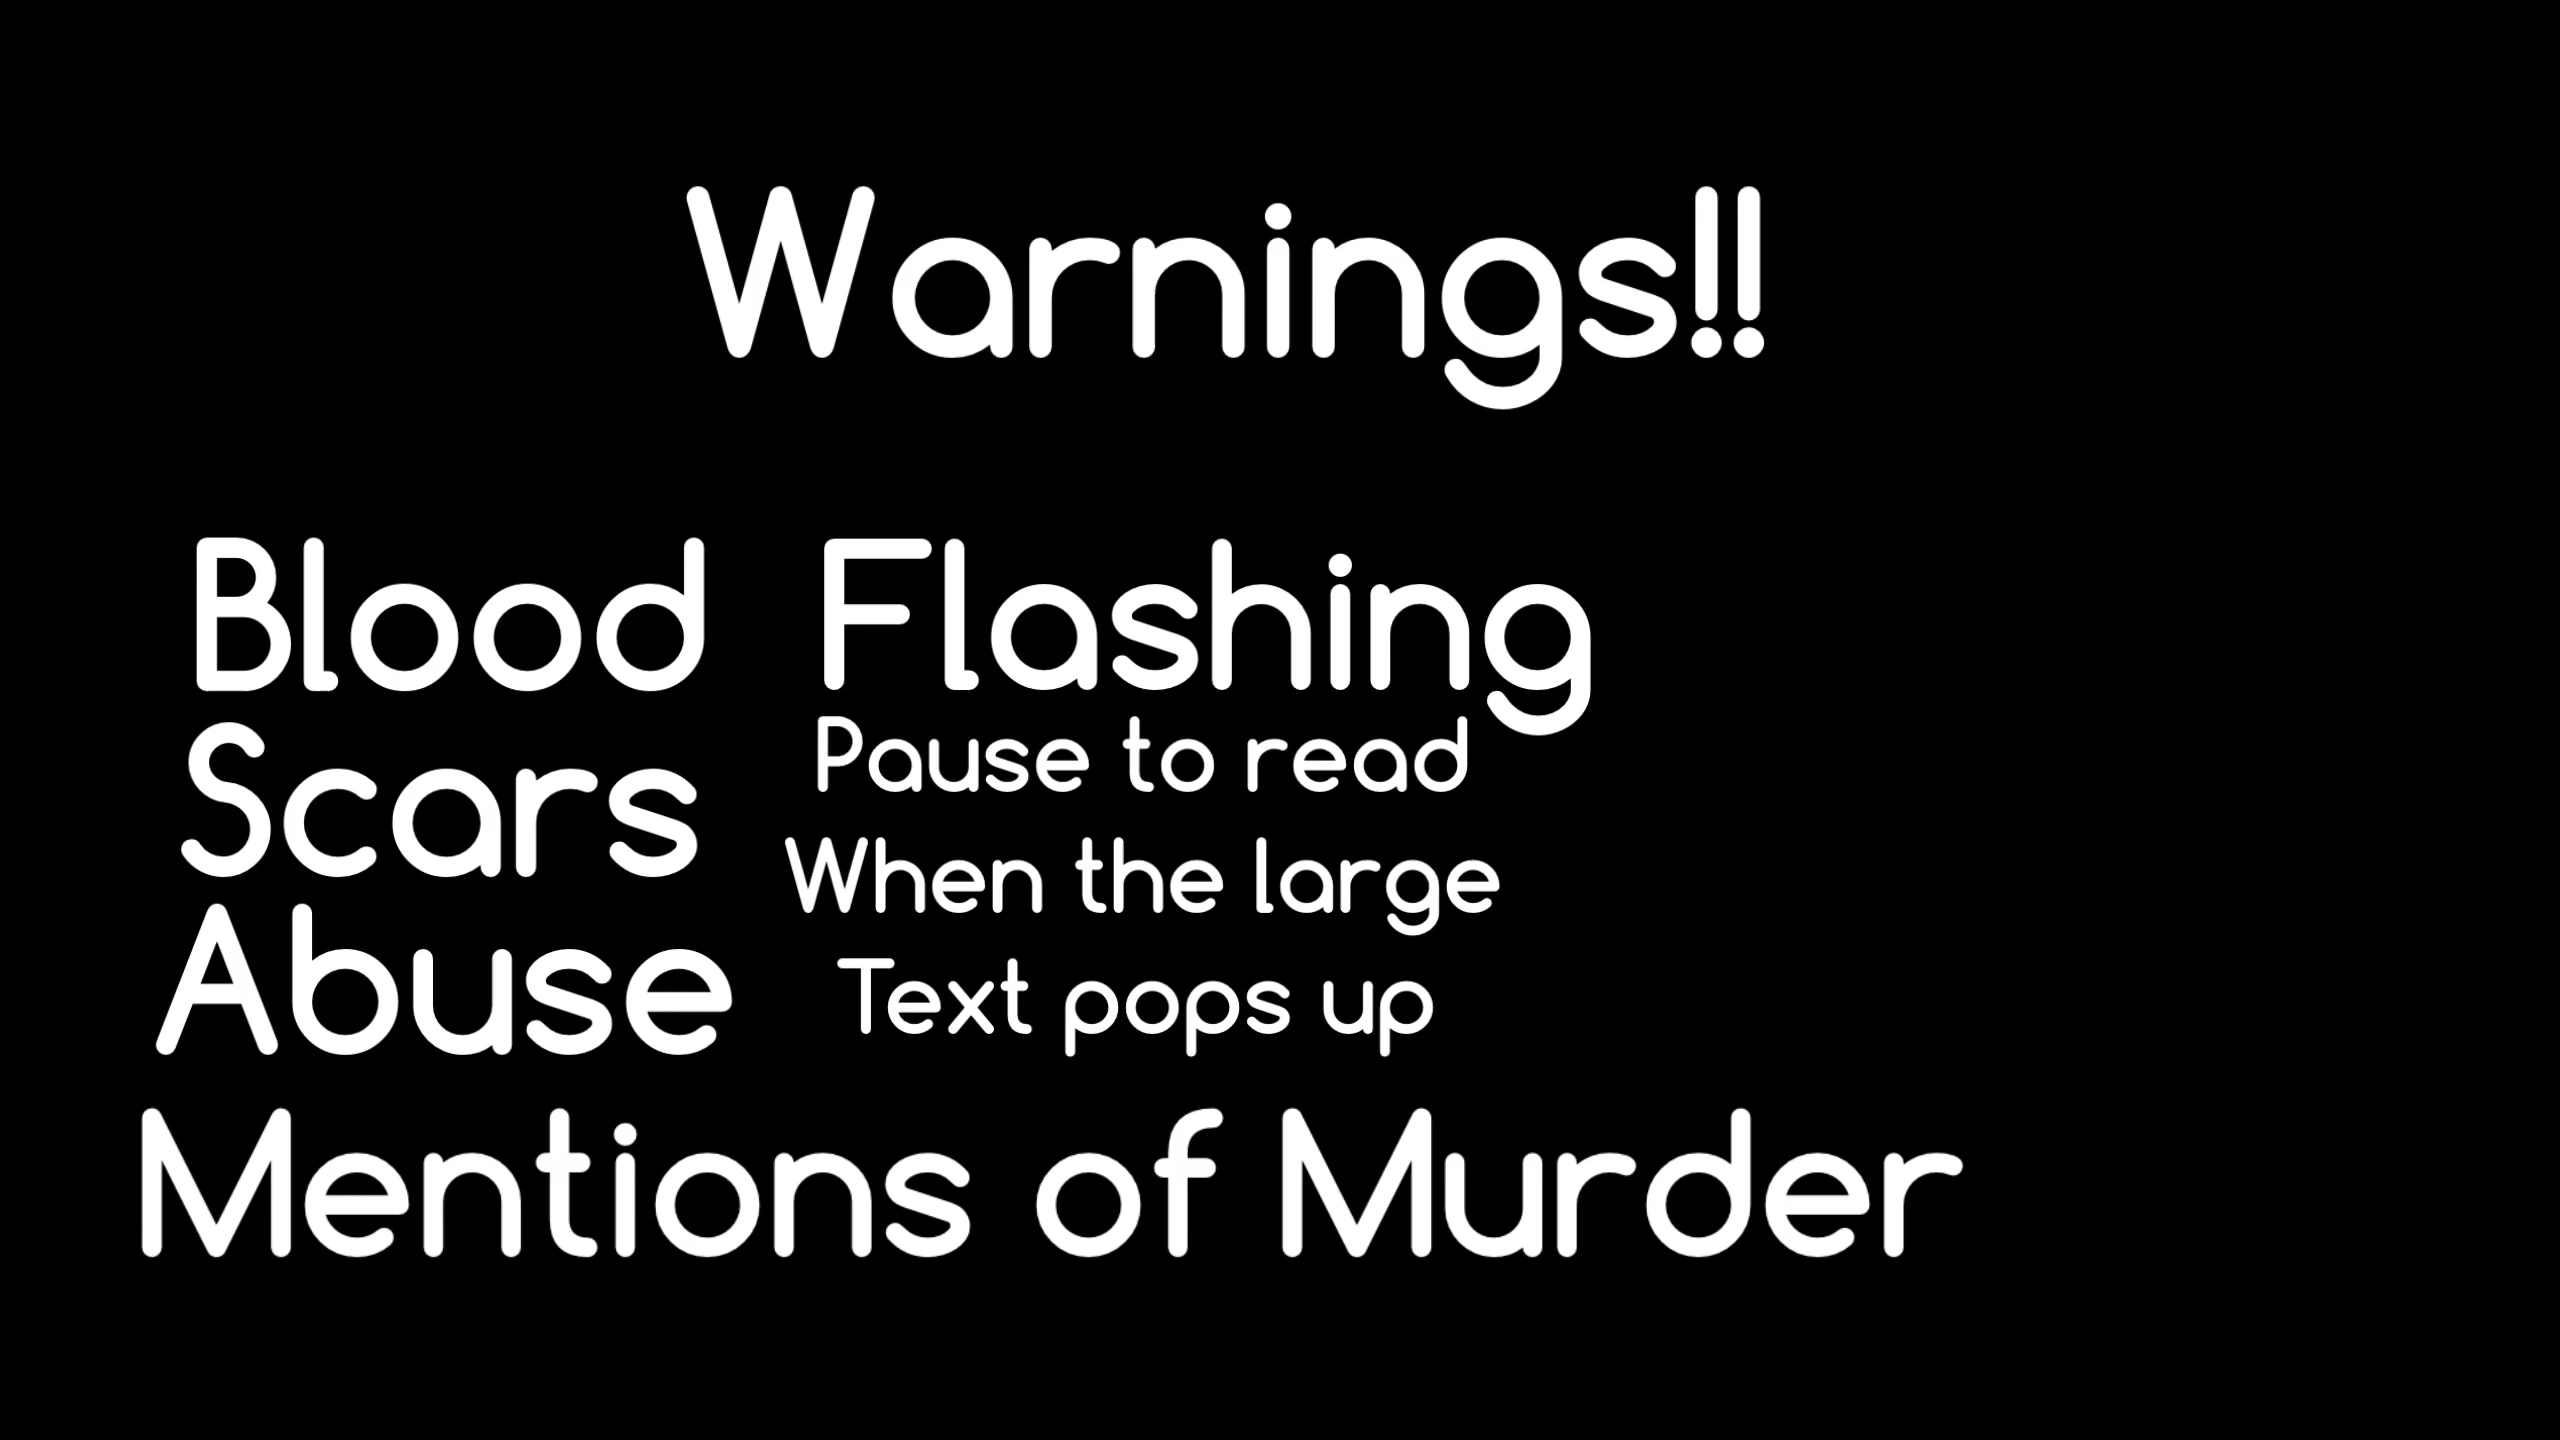 Warnings!!
Blood
Scars
Abuse
Flashing
Pause to read
When the large
Text pops up
Mentions of Murder